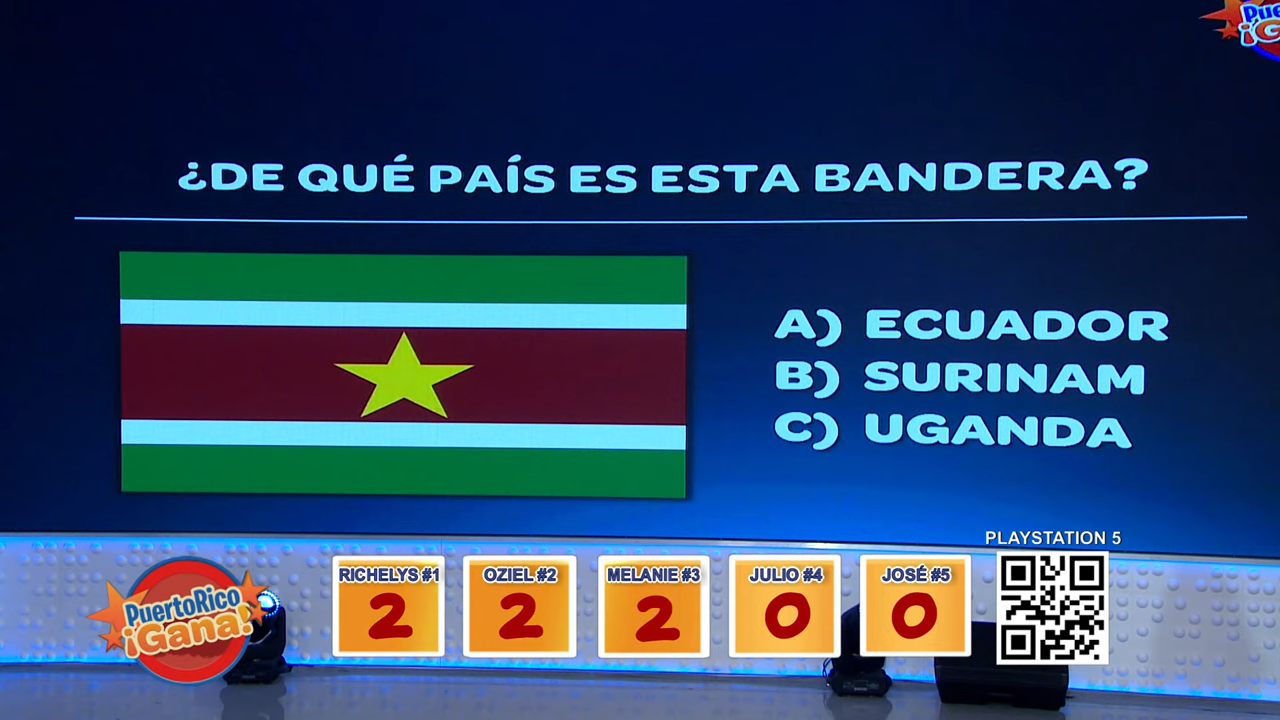 ¿DE QUÉ PAÍS ES ESTA BANDERA?
A) ECUADOR
B) SURINAM
C) UGANDA
PLAYSTATION 5
RICHELYS #1
2
OZIEL #2
2
MELANIE #3
2
JULIO #4
0
JOSÉ #5
0
PuertoRico
¡Gana!